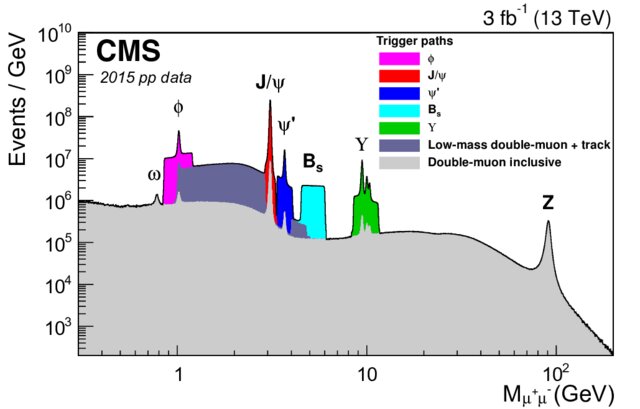 3 fb⁻¹ (13 TeV)
Events / GeV
10¹⁰
10⁹
10⁸
10⁷
10⁶
10⁵
10⁴
10³
CMS
2015 pp data
ω
ϕ
J/ψ
ψ'
Bₛ
Υ
Z
Trigger paths
ϕ
J/ψ
ψ'
Bₛ
Υ
Low-mass double-muon + track
Double-muon inclusive
1
10
10²
M_μ⁺μ⁻ (GeV)